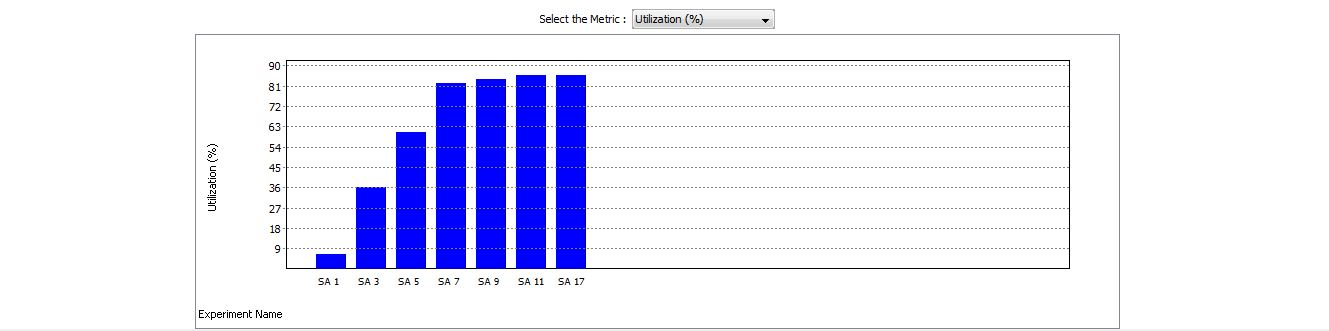 Select the Metric : Utilization (%)
90
81
72
63
54
45
36
27
18
9
Utilization (%)
SA 1 SA 3 SA 5 SA 7 SA 9 SA 11 SA 17
Experiment Name